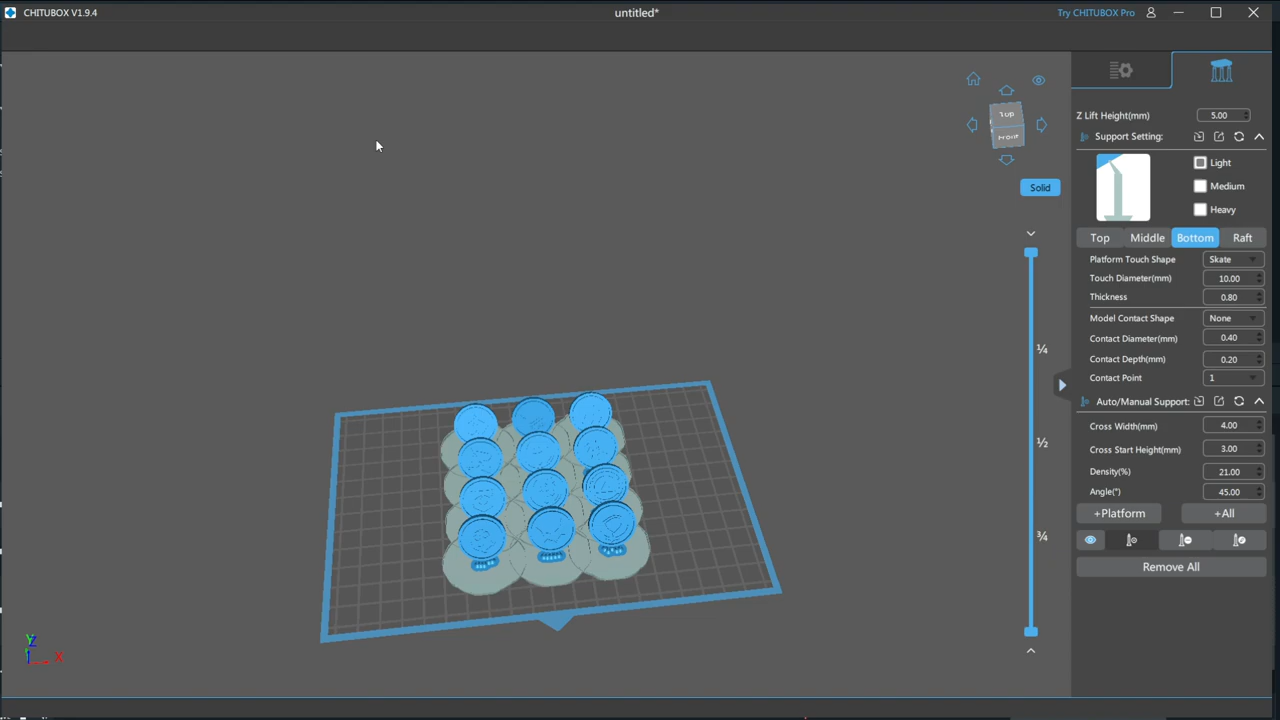 CHITUBOX V1.9.4
untitled*
Try CHITUBOX Pro
Top
Front
Solid
¼
½
¾
Y
Z
X
Z Lift Height(mm) 5.00
Support Setting:
Light
Medium
Heavy
Top Middle Bottom Raft
Platform Touch Shape Skate
Touch Diameter(mm) 10.00
Thickness 0.80
Model Contact Shape None
Contact Diameter(mm) 0.40
Contact Depth(mm) 0.20
Contact Point 1
Auto/Manual Support:
Cross Width(mm) 4.00
Cross Start Height(mm) 3.00
Density(%) 21.00
Angle(°) 45.00
+Platform +All
Remove All